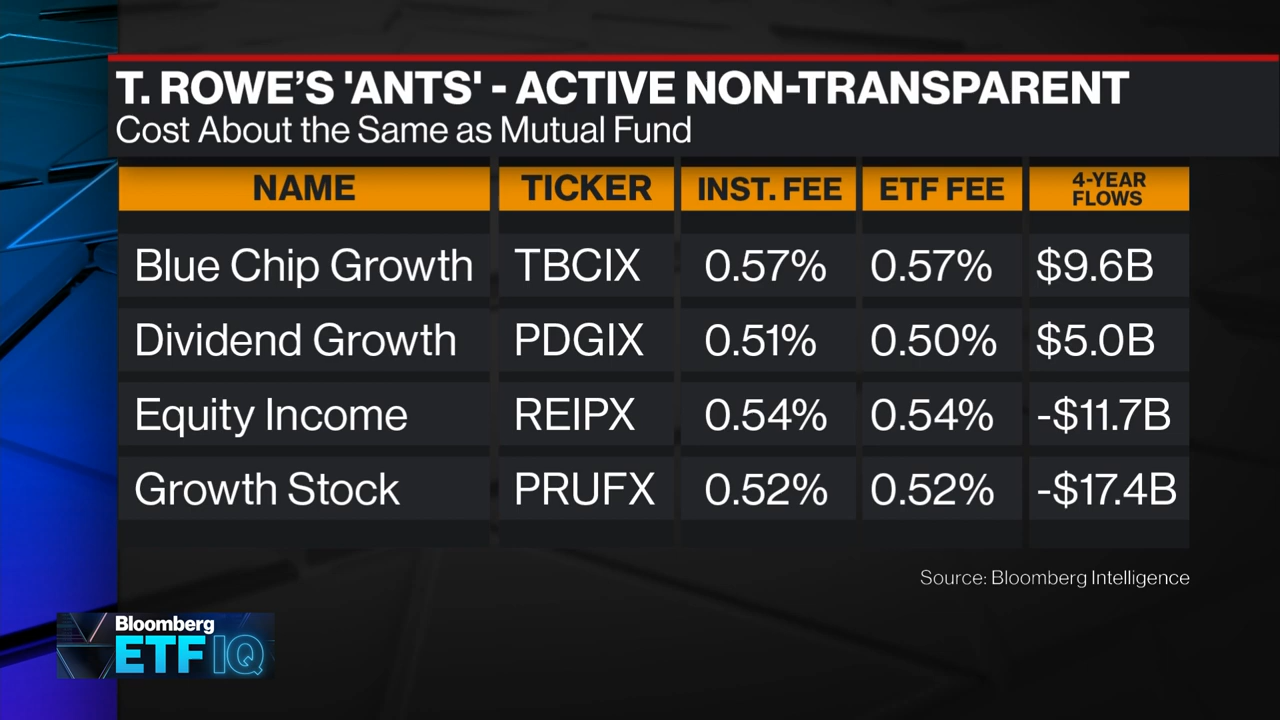 T. ROWE'S 'ANTS' - ACTIVE NON-TRANSPARENT
Cost About the Same as Mutual Fund
NAME TICKER INST. FEE ETF FEE 4-YEAR FLOWS
Blue Chip Growth TBCIX 0.57% 0.57% $9.6B
Dividend Growth PDGIX 0.51% 0.50% $5.0B
Equity Income REIPX 0.54% 0.54% -$11.7B
Growth Stock PRUFX 0.52% 0.52% -$17.4B
Source: Bloomberg Intelligence
Bloomberg
ETF IQ